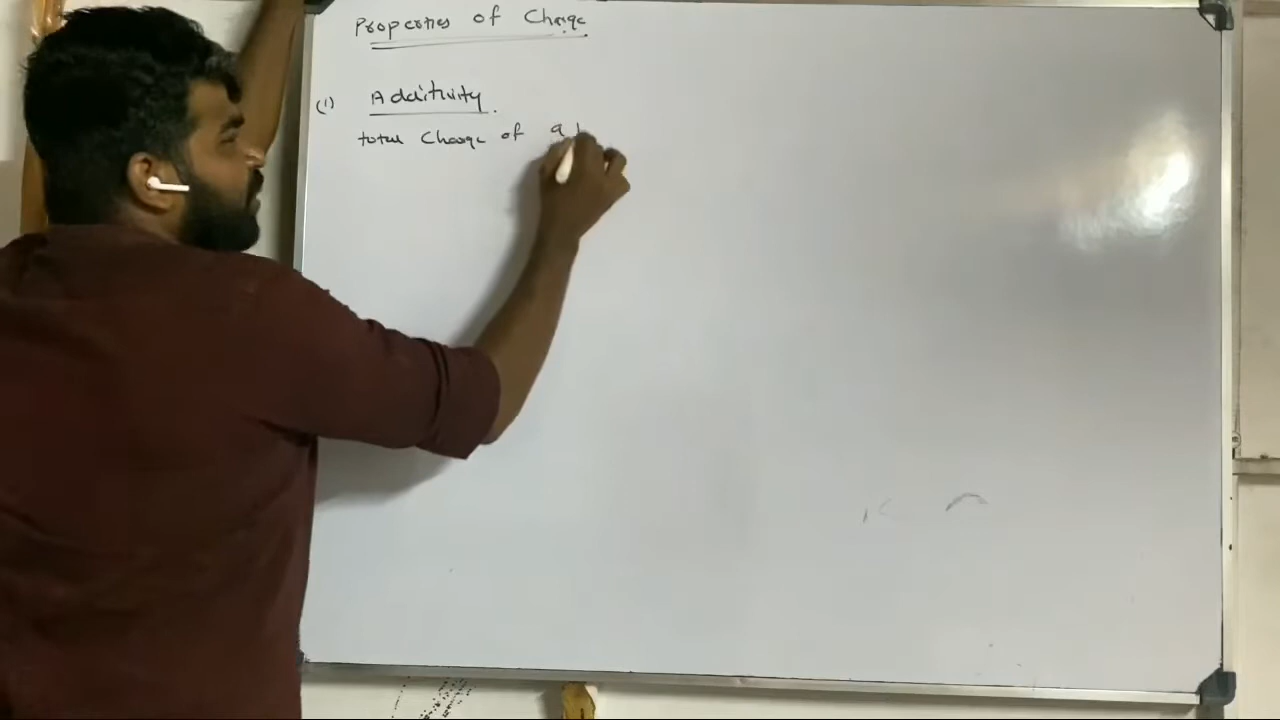 Properties of Charge
(1) Additivity
total Charge of a